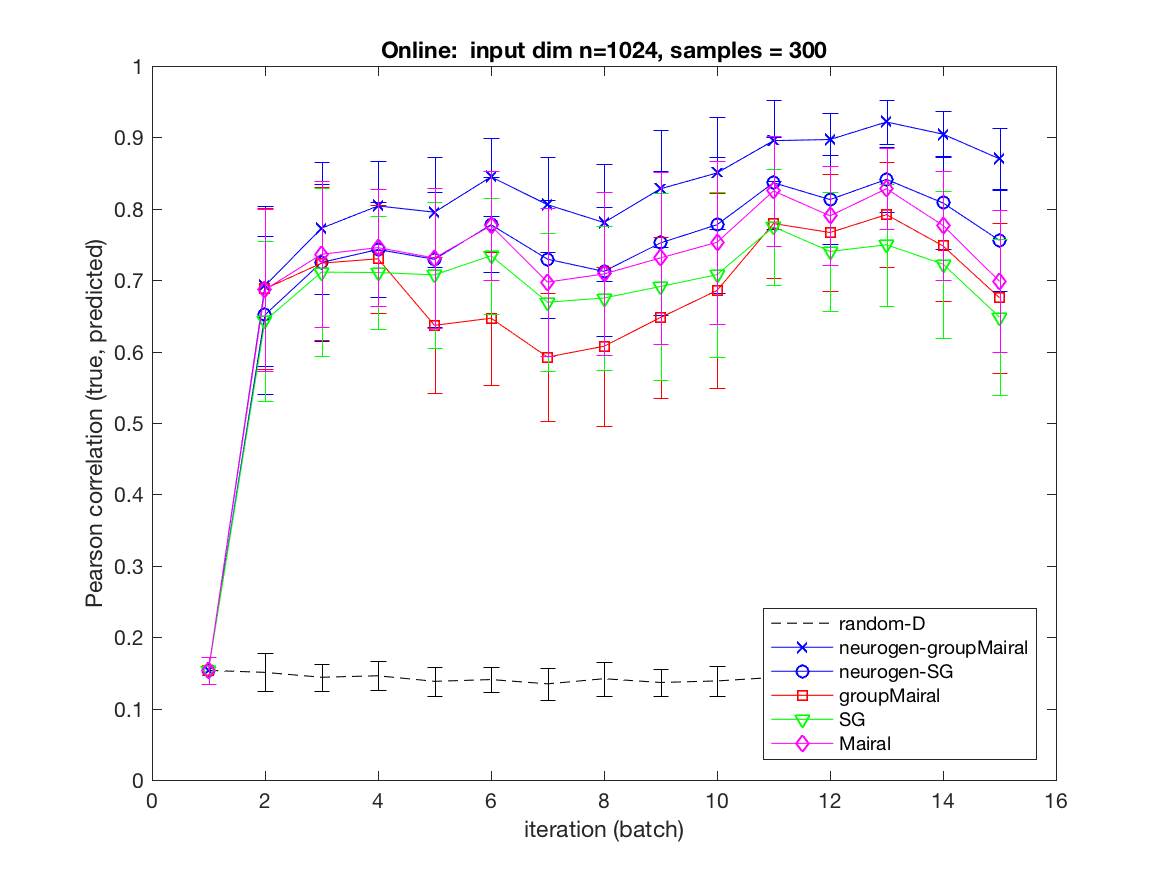 Online: input dim n=1024, samples = 300
Pearson correlation (true, predicted)
1
0.9
0.8
0.7
0.6
0.5
0.4
0.3
0.2
0.1
0
random-D
neurogen-groupMairal
neurogen-SG
groupMairal
SG
Mairal
0 2 4 6 8 10 12 14 16
iteration (batch)